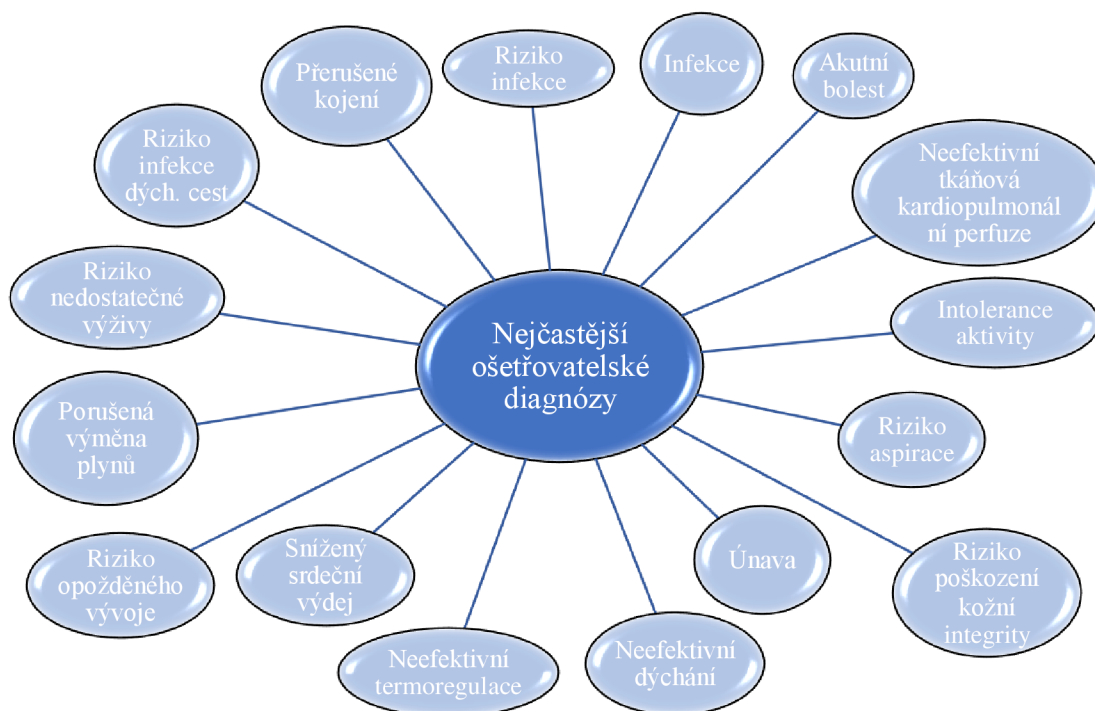 Nejčastější
ošetřovatelské
diagnózy
Riziko
infekce
Infekce
Akutní
bolest
Neefektivní
tkáňová
kardiopulmonál
ní perfuze
Intolerance
aktivity
Riziko
aspirace
Riziko
poškození
kožní
integrity
Únava
Neefektivní
dýchání
Neefektivní
termoregulace
Snížený
srdeční
výdej
Riziko
opožděného
vývoje
Porušená
výměna
plynů
Riziko
nedostatečné
výživy
Riziko
infekce
dých. cest
Přerušené
kojení